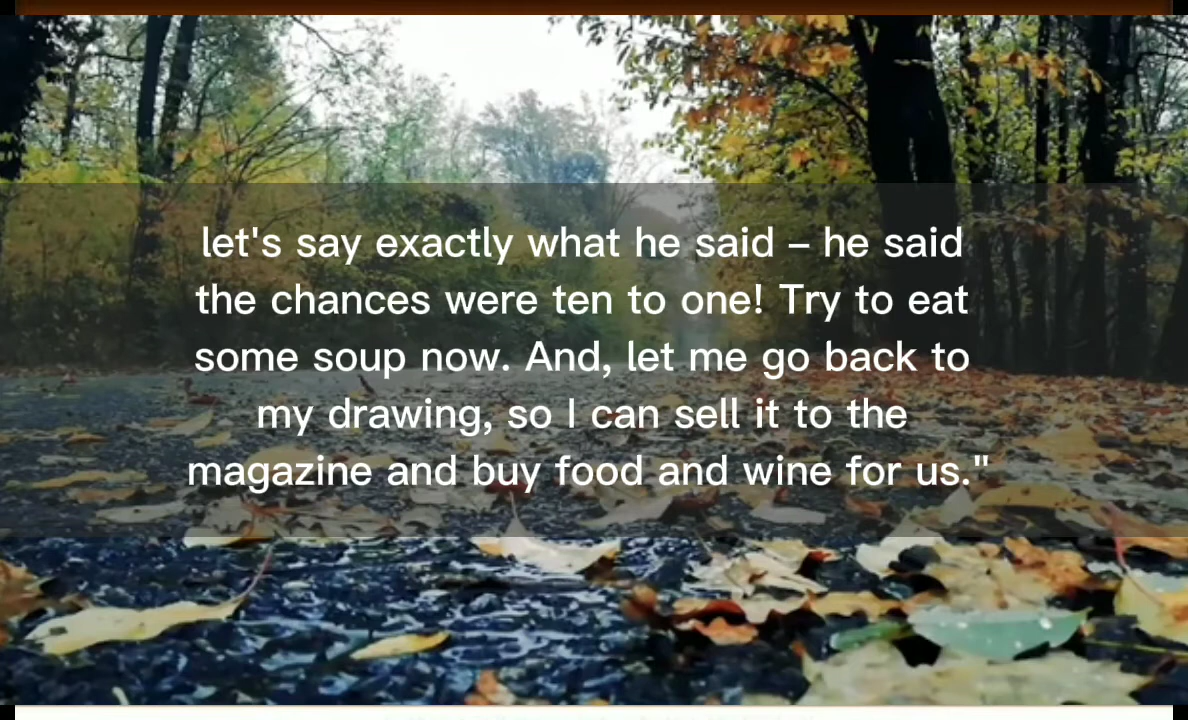 let's say exactly what he said – he said
the chances were ten to one! Try to eat
some soup now. And, let me go back to
my drawing, so I can sell it to the
magazine and buy food and wine for us."